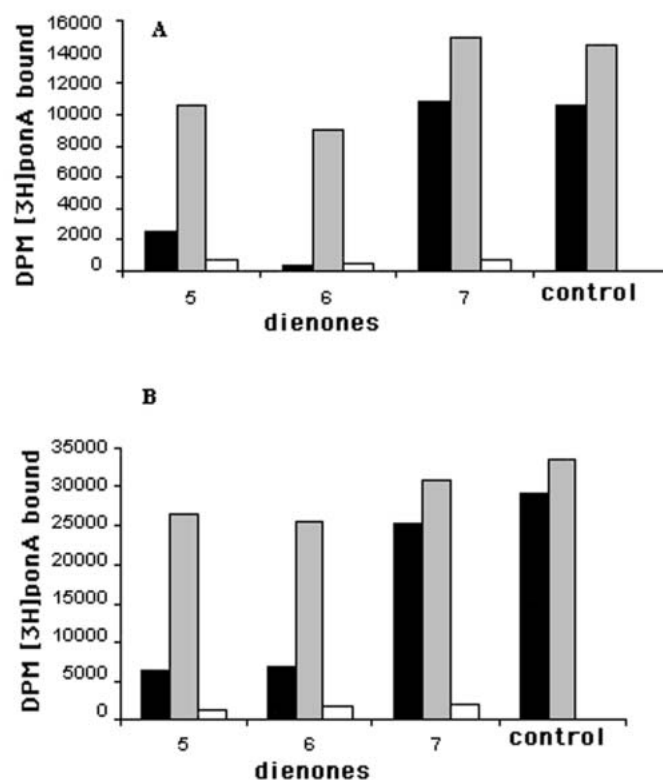 A
DPM [3H]ponA bound
16000
14000
12000
10000
8000
6000
4000
2000
0
5 6 7 control
dienones
B
DPM [3H]ponA bound
35000
30000
25000
20000
15000
10000
5000
0
5 6 7 control
dienones